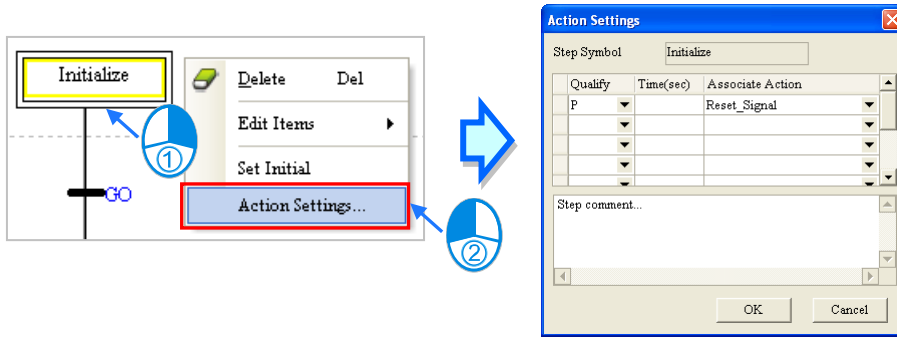 Initialize
GO
Delete Del
Edit Items
Set Initial
Action Settings...
①
②
Action Settings
Step Symbol Initialize
Qualify Time(sec) Associate Action
P Reset_Signal
Step comment...
OK Cancel